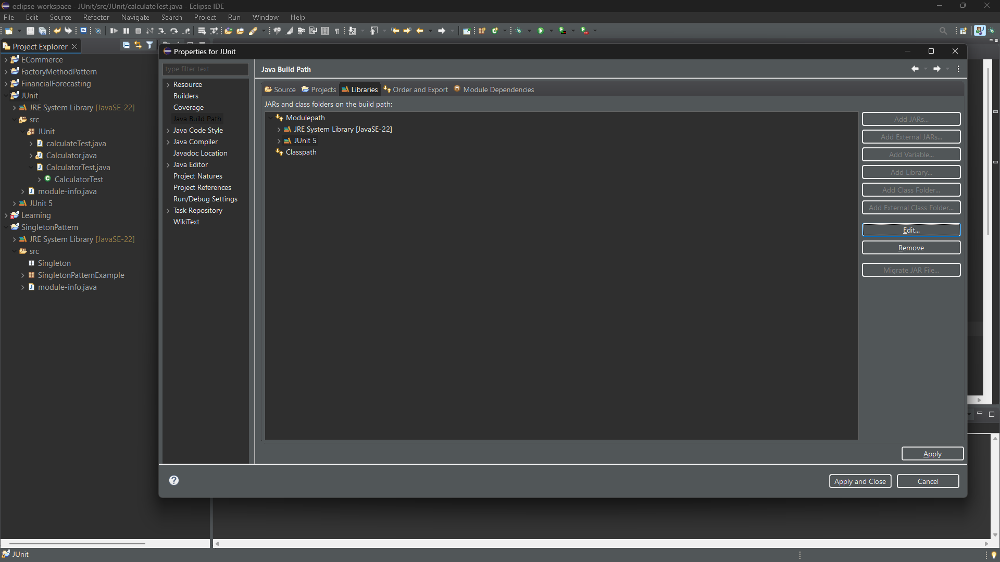 eclipse-workspace - JUnit/src/JUnit/calculateTest.java - Eclipse IDE
File Edit Source Refactor Navigate Search Project Run Window Help
Project Explorer
ECommerce
FactoryMethodPattern
FinancialForecasting
JUnit
JRE System Library [JavaSE-22]
src
JUnit
calculateTest.java
Calculator.java
CalculatorTest.java
CalculatorTest
module-info.java
JUnit 5
Learning
SingletonPattern
JRE System Library [JavaSE-22]
src
Singleton
SingletonPatternExample
module-info.java
Properties for JUnit
type filter text
Resource
Builders
Coverage
Java Build Path
Java Code Style
Java Compiler
Javadoc Location
Java Editor
Project Natures
Project References
Run/Debug Settings
Task Repository
WikiText
Java Build Path
Source Projects Libraries Order and Export Module Dependencies
JARs and class folders on the build path:
Modulepath
JRE System Library [JavaSE-22]
JUnit 5
Classpath
Add JARs...
Add External JARs...
Add Variable...
Add Library...
Add Class Folder...
Add External Class Folder...
Edit...
Remove
Migrate JAR File...
Apply
Apply and Close Cancel
JUnit